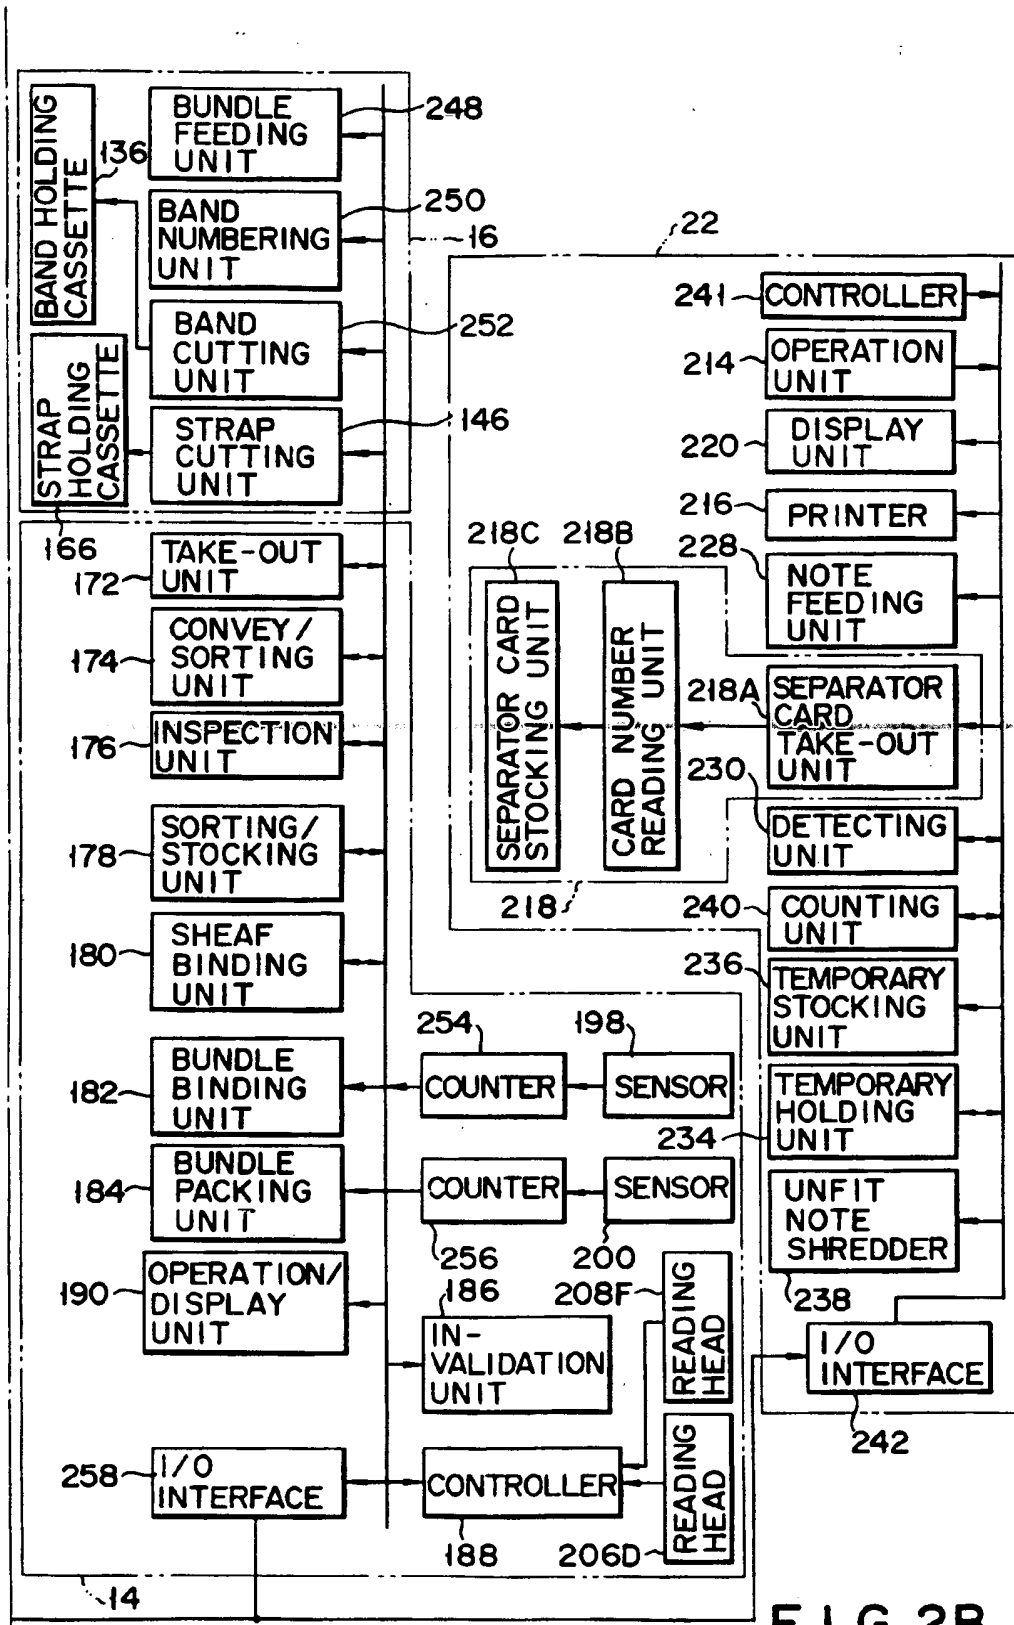 BAND HOLDING
CASSETTE
136
BUNDLE
FEEDING
UNIT
248
BAND
NUMBERING
UNIT
250
16
BAND
CUTTING
UNIT
252
STRAP
HOLDING
CASSETTE
166
STRAP
CUTTING
UNIT
146
TAKE-OUT
UNIT
172
CONVEY/
SORTING
UNIT
174
INSPECTION
UNIT
176
SORTING/
STOCKING
UNIT
178
SHEAF
BINDING
UNIT
180
BUNDLE
BINDING
UNIT
182
254
COUNTER
198
SENSOR
BUNDLE
PACKING
UNIT
184
COUNTER
256
SENSOR
200
OPERATION/
DISPLAY
UNIT
190
186
IN-
VALIDATION
UNIT
208F
READING
HEAD
258
I/O
INTERFACE
CONTROLLER
188
READING
HEAD
206D
14
22
241
CONTROLLER
214
OPERATION
UNIT
220
DISPLAY
UNIT
216
PRINTER
228
NOTE
FEEDING
UNIT
218C
SEPARATOR CARD
STOCKING UNIT
218B
CARD NUMBER
READING UNIT
218A
SEPARATOR
CARD
TAKE-OUT
UNIT
218
230
DETECTING
UNIT
240
COUNTING
UNIT
236
TEMPORARY
STOCKING
UNIT
TEMPORARY
HOLDING
UNIT
234
UNFIT
NOTE
SHREDDER
238
I/O
INTERFACE
242
FIG. 2B